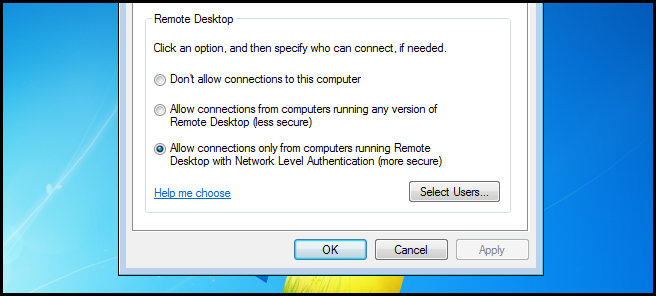 Remote Desktop
Click an option, and then specify who can connect, if needed.
Don't allow connections to this computer
Allow connections from computers running any version of
Remote Desktop (less secure)
Allow connections only from computers running Remote
Desktop with Network Level Authentication (more secure)
Help me choose
Select Users...
OK
Cancel
Apply